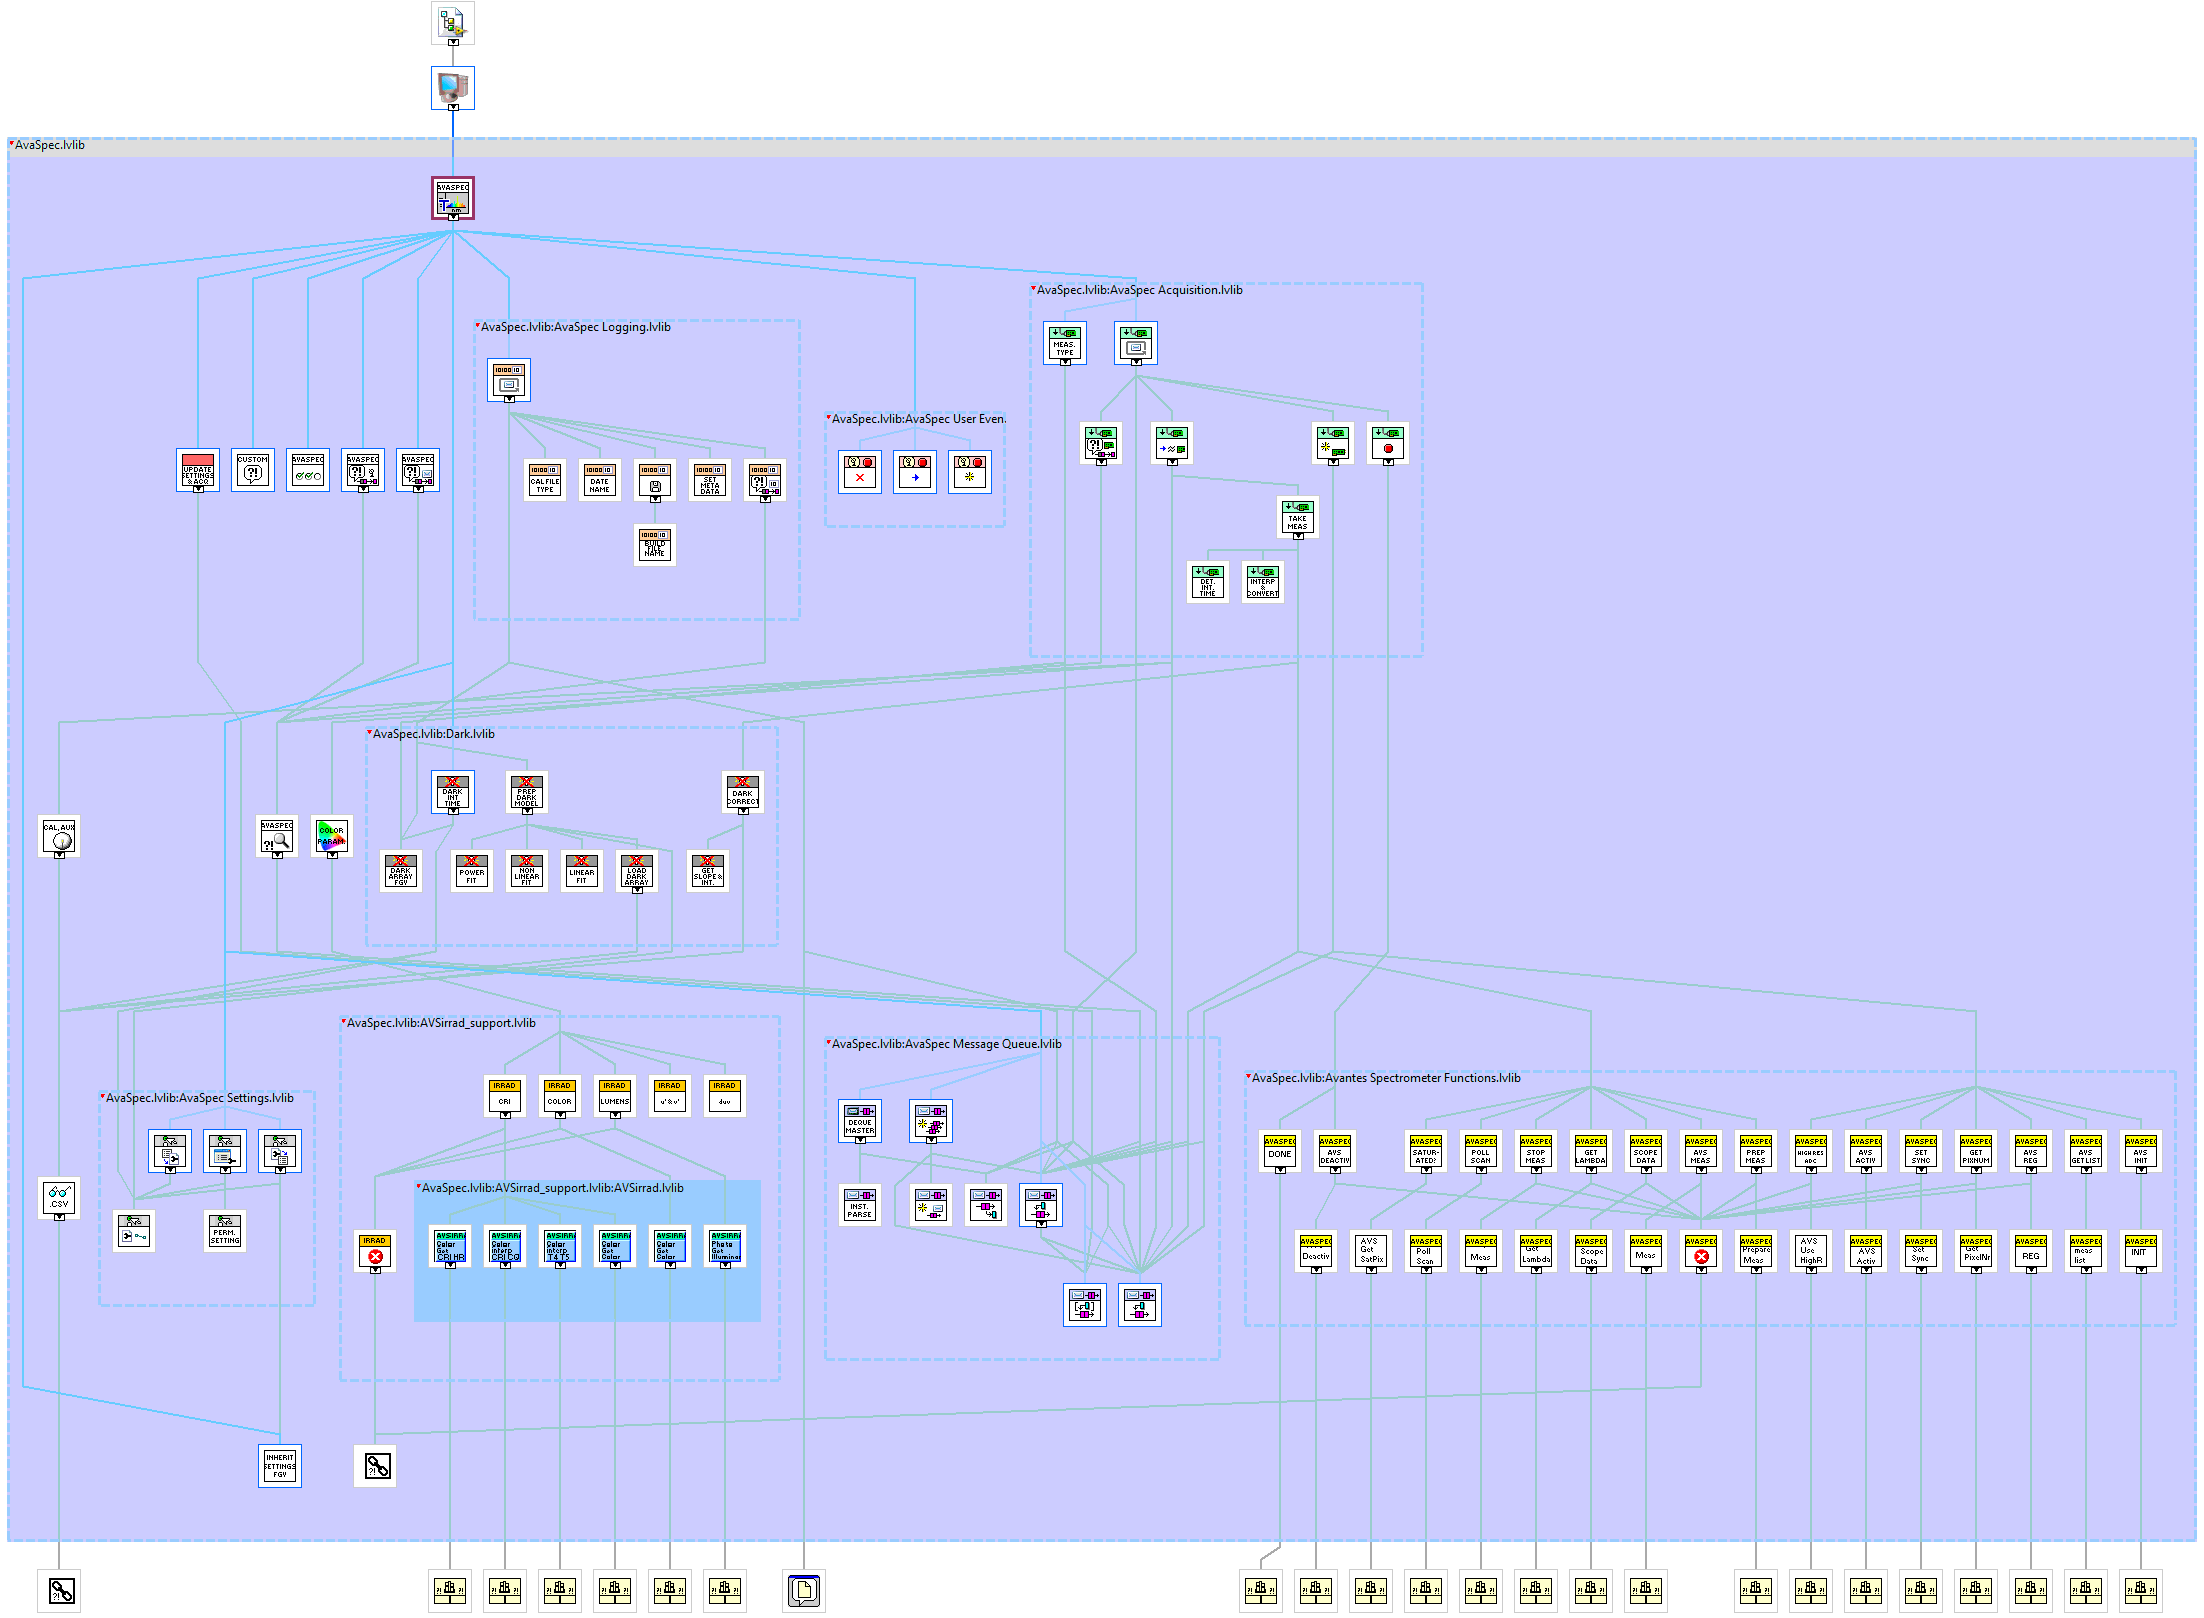 AvaSpec.lvlib
AVASPEC
nm
AvaSpec.lvlib:AvaSpec Acquisition.lvlib
AvaSpec.lvlib:AvaSpec Logging.lvlib
MEAS. TYPE
AvaSpec.lvlib:AvaSpec User Even
UPDATE SETTINGS & ACQ
CUSTOM ?!
AVASPEC
AVASPEC ?!
AVASPEC ?!
CAL FILE TYPE
DATE NAME
SET META DATA
BUILD FILE NAME
TAKE MEAS
DET. INT. TIME
INTERP & CONVERT
AvaSpec.lvlib:Dark.lvlib
DARK INT TIME
PREP DARK MODEL
DARK CORRECT
CAL, AUX
AVASPEC ?!
COLOR PARAM.
DARK ARRAY FGV
POWER FIT
NON LINEAR FIT
LINEAR FIT
LOAD DARK ARRAY
GET SLOPE & INT.
AvaSpec.lvlib:AVSirrad_support.lvlib
AvaSpec.lvlib:AvaSpec Message Queue.lvlib
AvaSpec.lvlib:Avantes Spectrometer Functions.lvlib
AvaSpec.lvlib:AvaSpec Settings.lvlib
IRRAD CRI
IRRAD COLOR
IRRAD LUMENS
IRRAD u'&v'
IRRAD duv
DEQUE MASTER
AVASPEC DONE
AVASPEC AVS DEACTIV
AVASPEC SATUR-ATED?
AVASPEC POLL SCAN
AVASPEC STOP MEAS
AVASPEC GET LAMBDA
AVASPEC SCOPE DATA
AVASPEC AVS MEAS
AVASPEC PREP MEAS
AVASPEC HIGH RES ADC
AVASPEC AVS ACTIV
AVASPEC SET SYNC
AVASPEC GET PIXNUM
AVASPEC AVS REG
AVASPEC AVS GET LIST
AVASPEC AVS INIT
.CSV
AvaSpec.lvlib:AVSirrad_support.lvlib:AVSirrad.lvlib
PERM. SETTING
IRRAD
AVSIRRA Color Get CRI HR
AVSIRRA Color interp CRI CQ
AVSIRRA Color interp T4 T5
AVSIRRA Color Get Color
AVSIRRA Color Get Color
AVSIRRA Photo Get Illuminan
INST. PARSE
AVASPEC Deactiv
AVS Get SatPix
AVASPEC Poll Scan
AVASPEC Meas
AVASPEC Get Lambda
AVASPEC Scope Data
AVASPEC Meas
AVASPEC
AVASPEC Prepare Meas
AVS Use HighR
AVASPEC AVS Activ
AVASPEC Set Sync
AVASPEC Get PixelNr
AVASPEC REG
AVASPEC meas list
AVASPEC INIT
INHERIT SETTINGS FGV
?!
?!